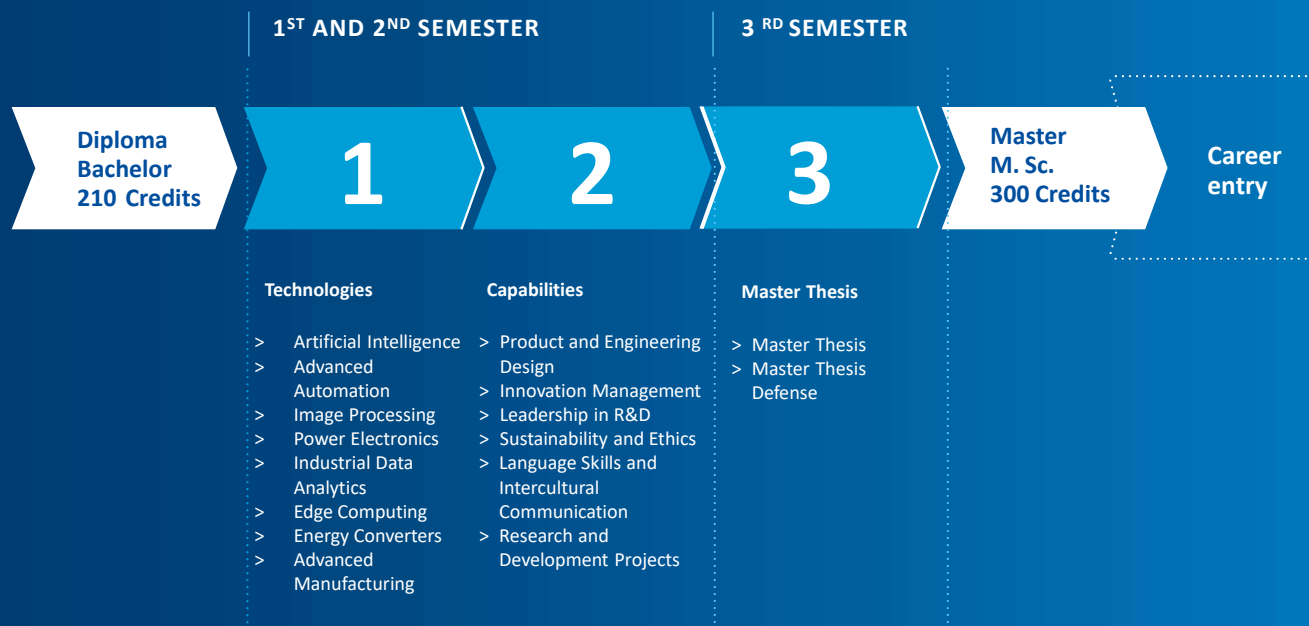 1ST AND 2ND SEMESTER
3 RD SEMESTER
Diploma
Bachelor
210 Credits
1
2
3
Master
M. Sc.
300 Credits
Career
entry
Technologies
> Artificial Intelligence
> Advanced
Automation
> Image Processing
> Power Electronics
> Industrial Data
Analytics
> Edge Computing
> Energy Converters
> Advanced
Manufacturing
Capabilities
> Product and Engineering
Design
> Innovation Management
> Leadership in R&D
> Sustainability and Ethics
> Language Skills and
Intercultural
Communication
> Research and
Development Projects
Master Thesis
> Master Thesis
> Master Thesis
Defense